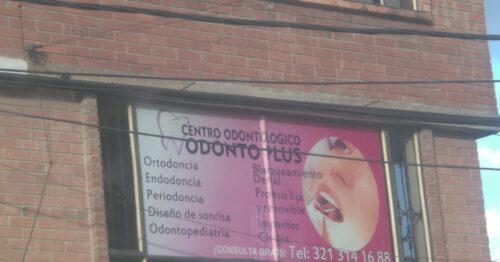 CENTRO ODONTOLOGICO
ODONTO PLUS
Ortodoncia
Endodoncia
Periodoncia
Diseño de sonrisa
Odontopediatria
Blanqueamiento
Dental
Protesis fija
y removible
Implantes
Cirugia
¡CONSULTA GRATIS! Tel: 321 314 16 88